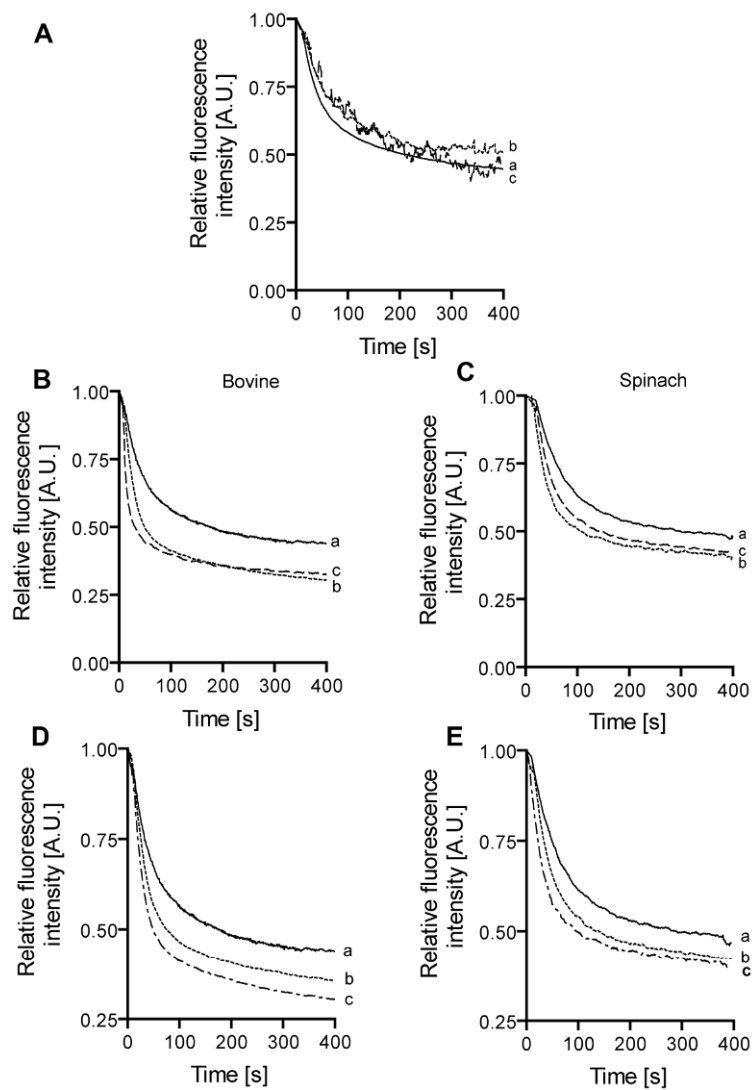 A
Relative fluorescence
intensity [A.U.]
1.00
0.75
0.50
0.25
0.00
b
a
c
0 100 200 300 400
Time [s]
B
Bovine
Relative fluorescence
intensity [A.U.]
1.00
0.75
0.50
0.25
0.00
a
c
b
0 100 200 300 400
Time [s]
C
Spinach
Relative fluorescence
intensity [A.U.]
1.00
0.75
0.50
0.25
0.00
a
c
b
0 100 200 300 400
Time [s]
D
Relative fluorescence
intensity [A.U.]
1.00
0.75
0.50
0.25
a
b
c
0 100 200 300 400
Time [s]
E
Relative fluorescence
intensity [A.U.]
1.00
0.75
0.50
0.25
a
b
c
0 100 200 300 400
Time [s]